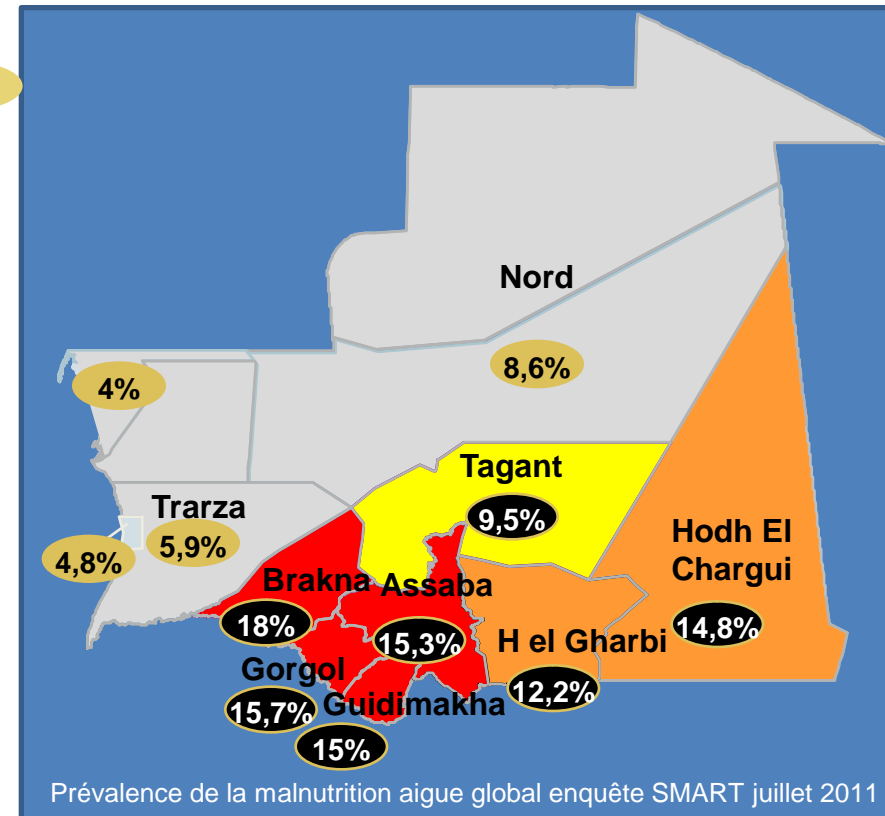 Nord
8,6%
4%
Tagant
9,5%
Trarza
5,9%
4,8%
Hodh El
Chargui
14,8%
Brakna
18%
Assaba
15,3%
H el Gharbi
12,2%
Gorgol
15,7%
Guidimakha
15%
Prévalence de la malnutrition aigue global enquête SMART juillet 2011